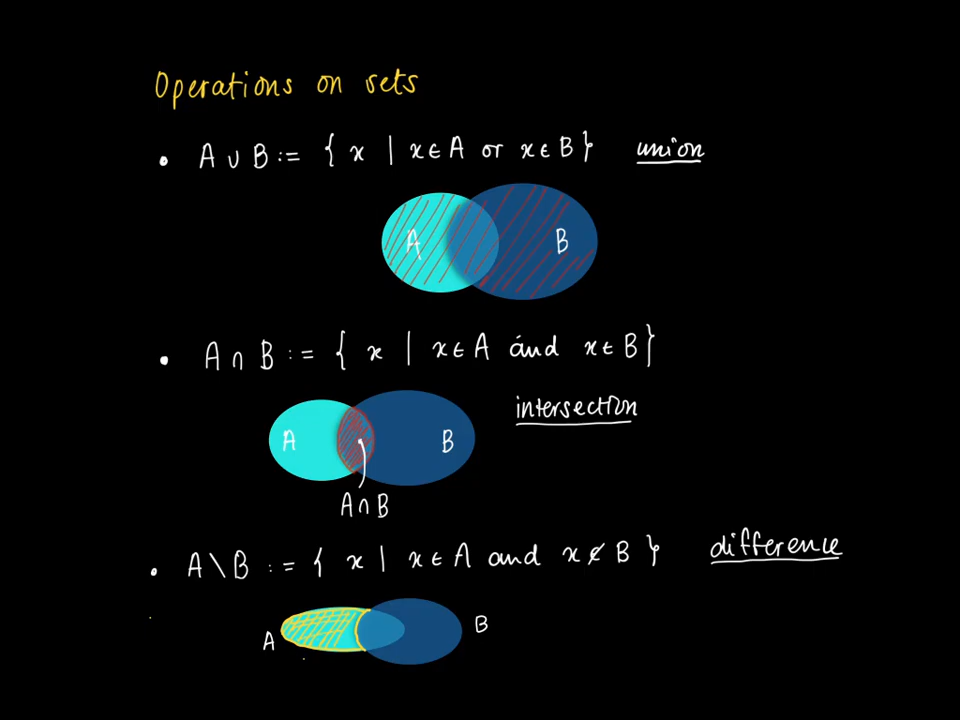 Operations on sets
• A ∪ B := { x | x ∈ A or x ∈ B } union
A B
• A ∩ B := { x | x ∈ A and x ∈ B }
intersection
A B
A ∩ B
• A \ B := { x | x ∈ A and x ∉ B } difference
A B